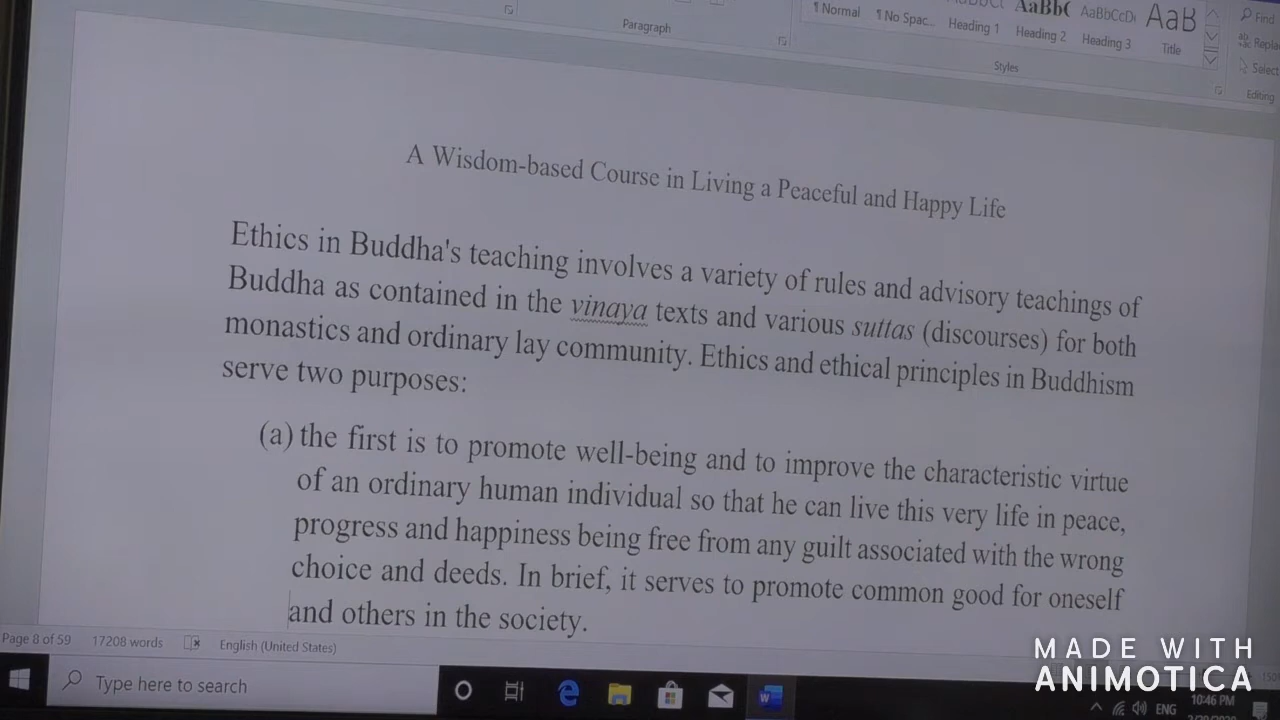 Paragraph
¶ Normal
¶ No Spac...
Heading 1
AaBb(
Heading 2
AaBbCcD
Heading 3
AaB
Title
Styles
Find
Repla
Select
Editing
A Wisdom-based Course in Living a Peaceful and Happy Life
Ethics in Buddha's teaching involves a variety of rules and advisory teachings of
Buddha as contained in the vinaya texts and various suttas (discourses) for both
monastics and ordinary lay community. Ethics and ethical principles in Buddhism
serve two purposes:
(a) the first is to promote well-being and to improve the characteristic virtue
of an ordinary human individual so that he can live this very life in peace,
progress and happiness being free from any guilt associated with the wrong
choice and deeds. In brief, it serves to promote common good for oneself
and others in the society.
Page 8 of 59
17208 words
English (United States)
MADE WITH
ANIMOTICA
Type here to search
ENG
10:46 PM